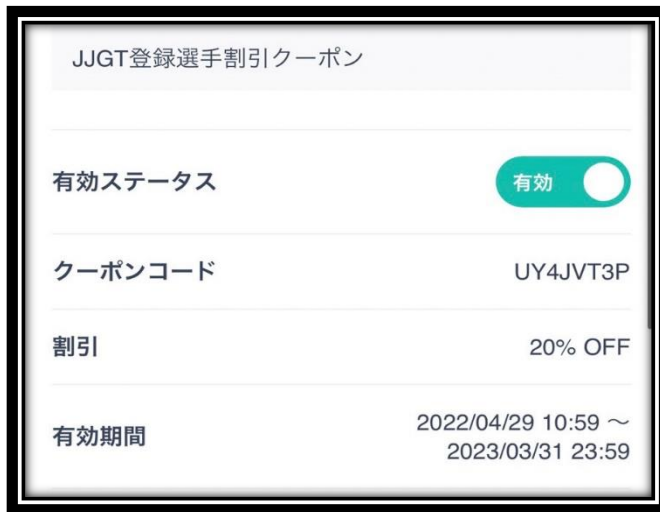 JJGT登録選手割引クーポン
有効ステータス
有効
クーポンコード
UY4JVT3P
割引
20% OFF
有効期間
2022/04/29 10:59 ～
2023/03/31 23:59